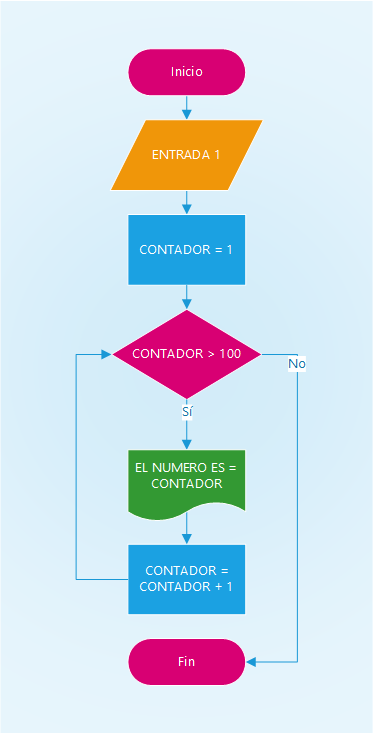 Inicio
ENTRADA 1
CONTADOR = 1
CONTADOR > 100
No
Sí
EL NUMERO ES =
CONTADOR
CONTADOR =
CONTADOR + 1
Fin